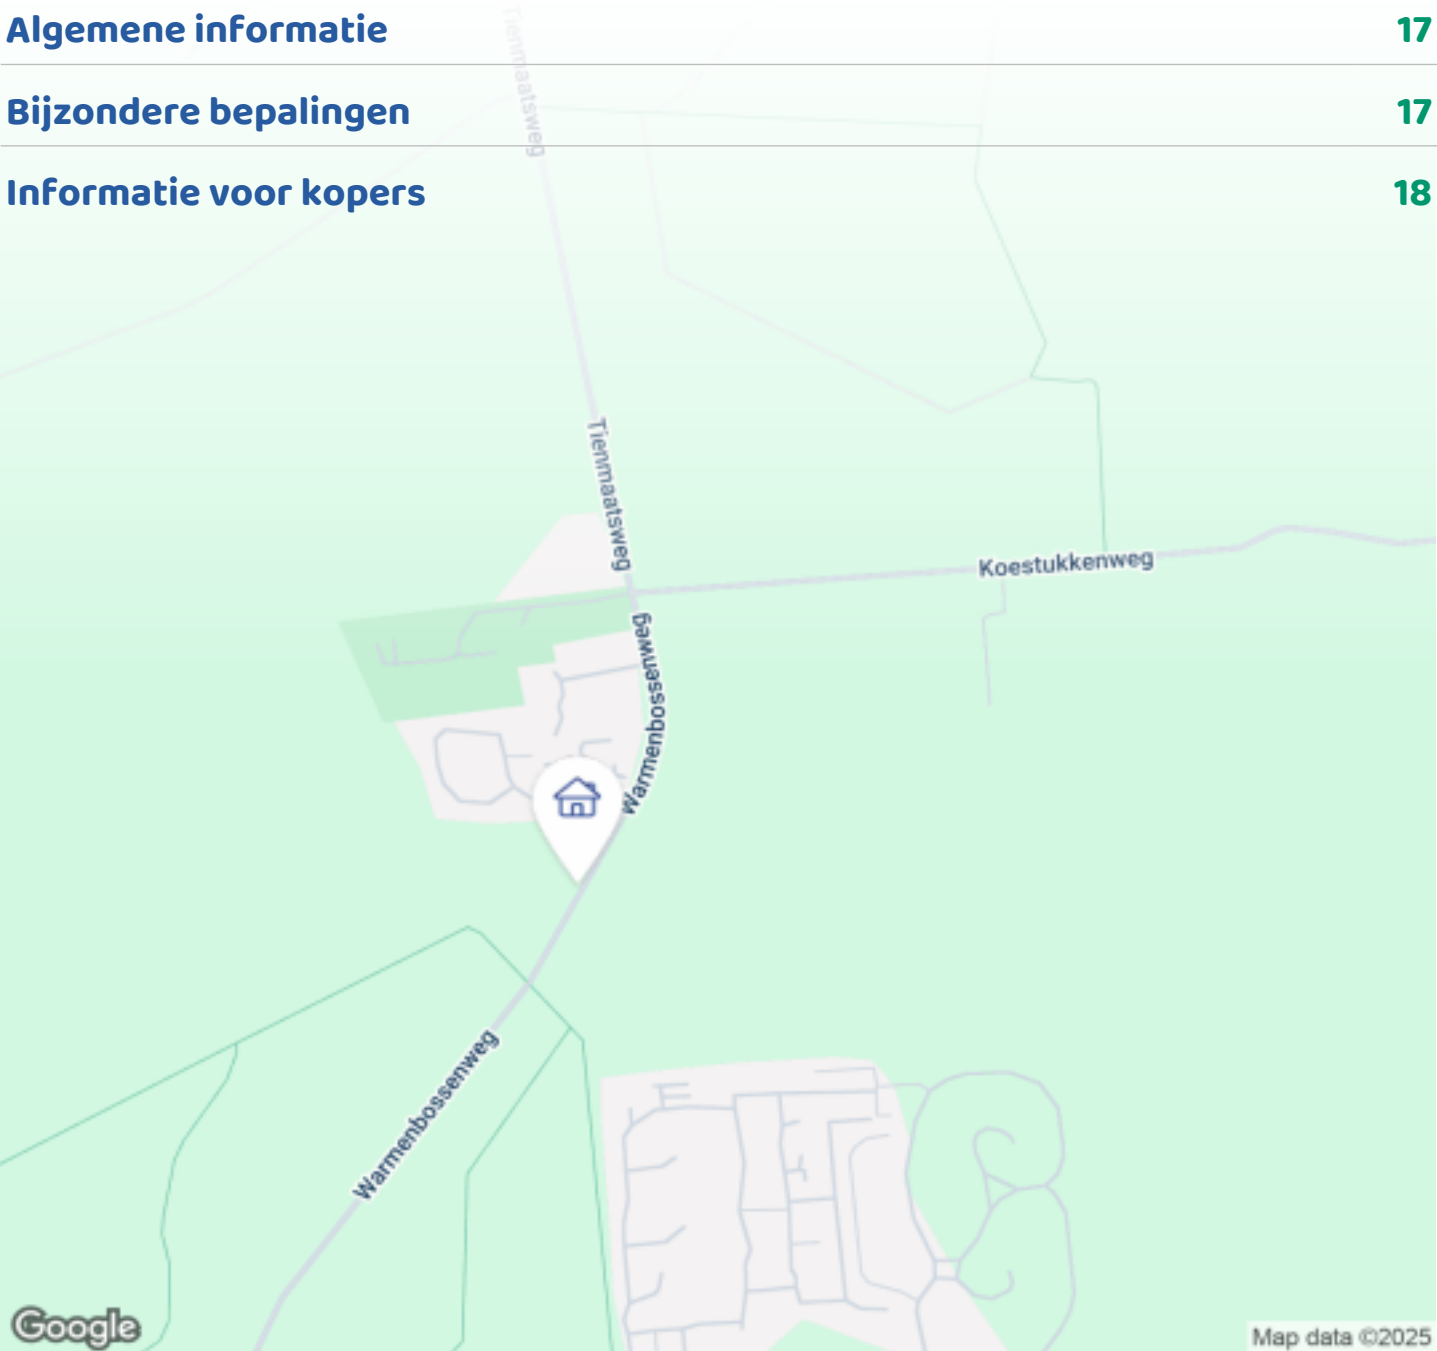 Algemene informatie 17
Bijzondere bepalingen 17
Informatie voor kopers 18
Tienmaatsweg
Tienmaatsweg
Koestukkenweg
Warmenbossenweg
Warmenbossenweg
Google
Map data ©2025